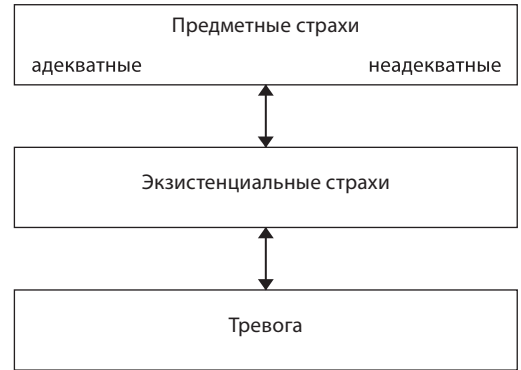 Предметные страхи
адекватные неадекватные
Экзистенциальные страхи
Тревога